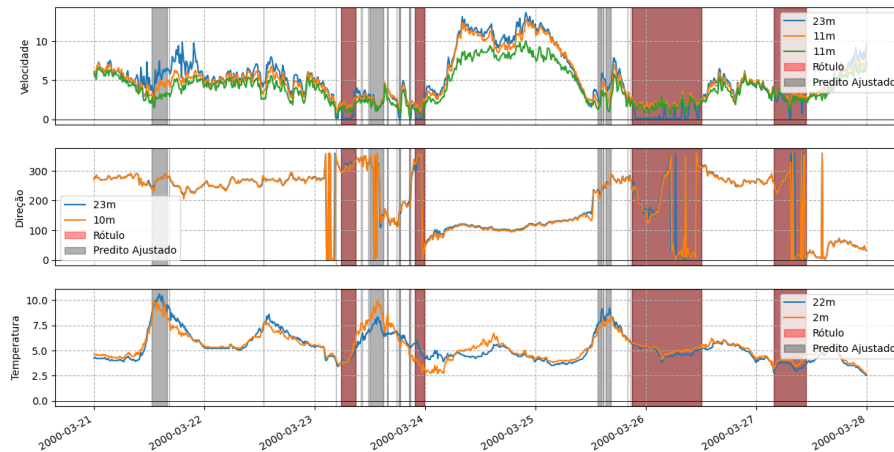 Velocidade
10
5
0
23m
11m
11m
Rótulo
Predito Ajustado
Direção
300
200
100
0
23m
10m
Rótulo
Predito Ajustado
Temperatura
10.0
7.5
5.0
2.5
0.0
22m
2m
Rótulo
Predito Ajustado
2000-03-21
2000-03-22
2000-03-23
2000-03-24
2000-03-25
2000-03-26
2000-03-27
2000-03-28